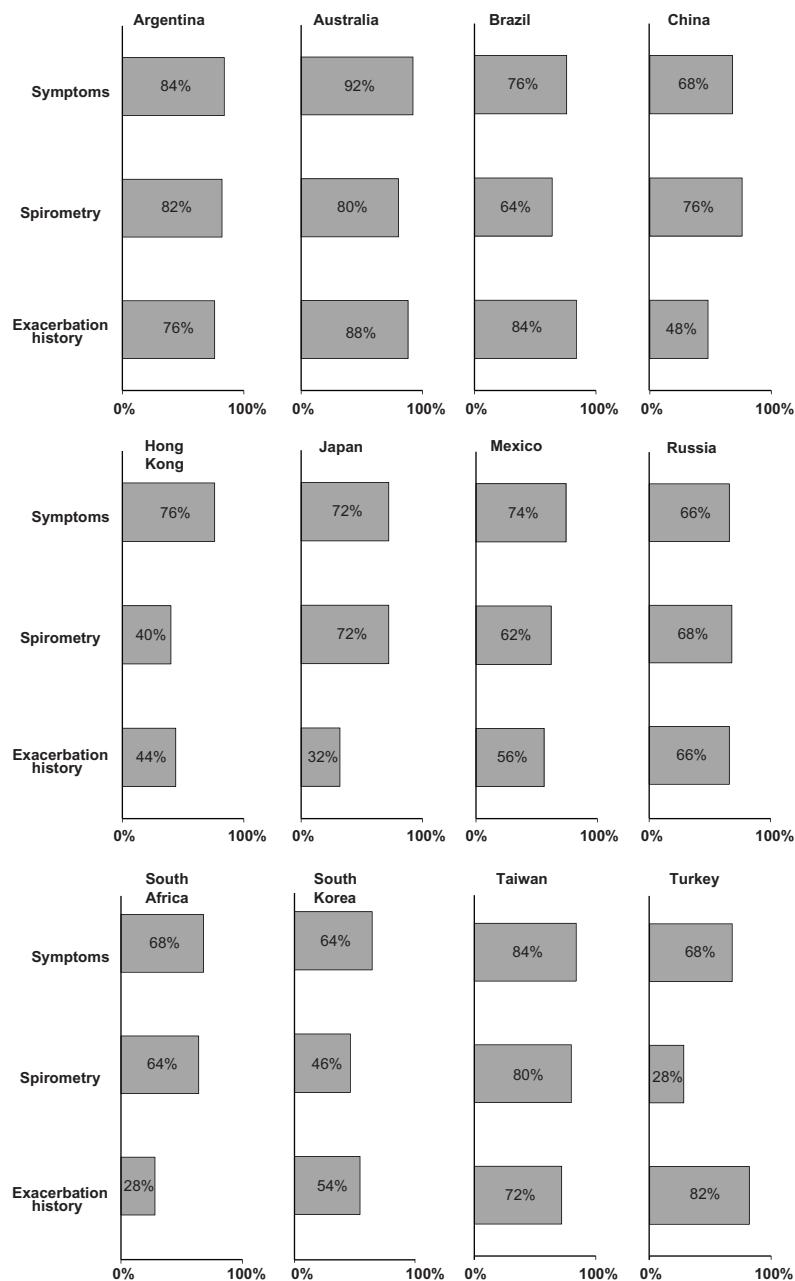 Argentina Australia Brazil China
Symptoms 84% 92% 76% 68%
Spirometry 82% 80% 64% 76%
Exacerbation
history 76% 88% 84% 48%
0% 100% 0% 100% 0% 100% 0% 100%
Hong
Kong Japan Mexico Russia
Symptoms 76% 72% 74% 66%
Spirometry 40% 72% 62% 68%
Exacerbation
history 44% 32% 56% 66%
0% 100% 0% 100% 0% 100% 0% 100%
South
Africa South
Korea Taiwan Turkey
Symptoms 68% 64% 84% 68%
Spirometry 64% 46% 80% 28%
Exacerbation
history 28% 54% 72% 82%
0% 100% 0% 100% 0% 100% 0% 100%